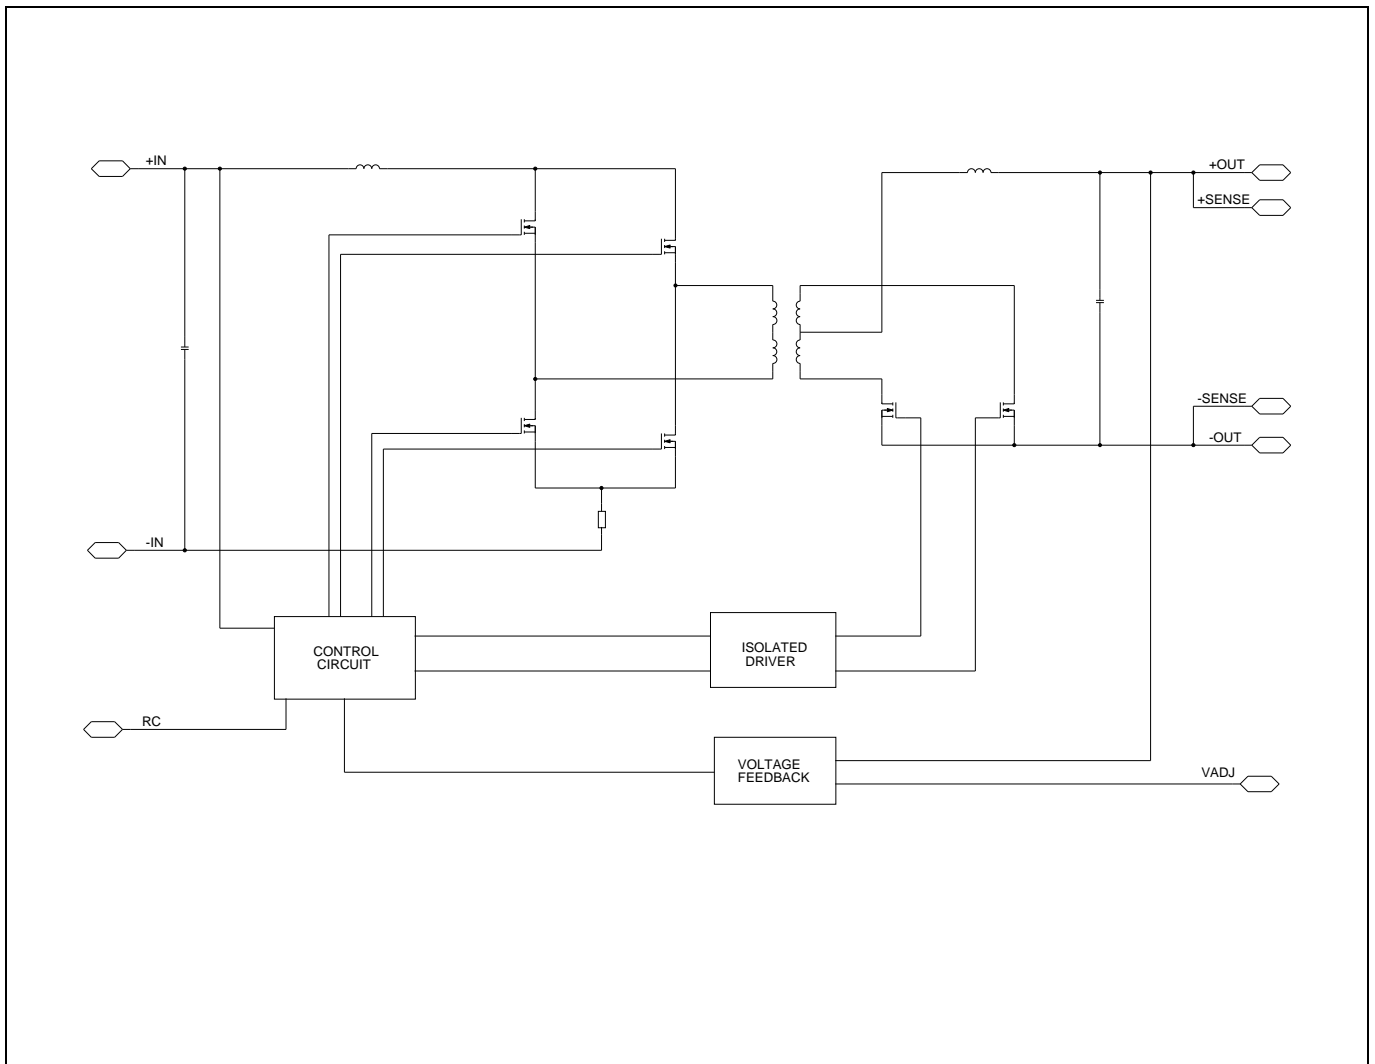 +IN
+OUT
+SENSE
-SENSE
-OUT
-IN
CONTROL
CIRCUIT
ISOLATED
DRIVER
RC
VOLTAGE
FEEDBACK
VADJ